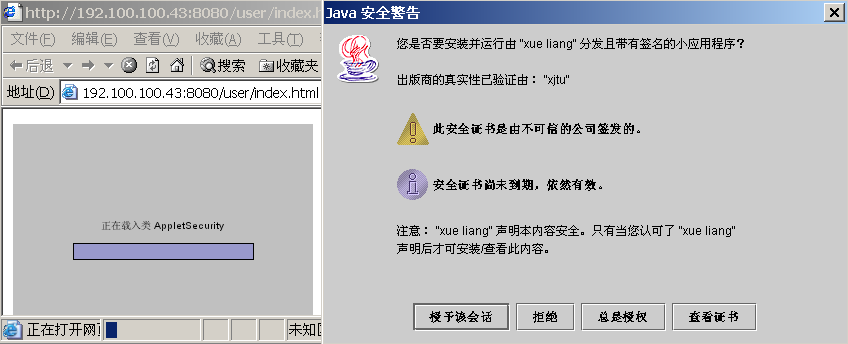 http://192.100.100.43:8080/user/index.html
文件(F) 编辑(E) 查看(V) 收藏(A) 工具(T)
后退 搜索 收藏夹
地址(D) 192.100.100.43:8080/user/index.html
正在载入类 AppletSecurity
正在打开网页 未知区
Java 安全警告
您是否要安装并运行由 "xue liang" 分发且带有签名的小应用程序？
出版商的真实性已验证由： "xjtu"
此安全证书是由不可信的公司签发的。
安全证书尚未到期，依然有效。
注意： "xue liang" 声明本内容安全。只有当您认可了 "xue liang"
声明后才可安装/查看此内容。
授予该会话 拒绝 总是授权 查看证书